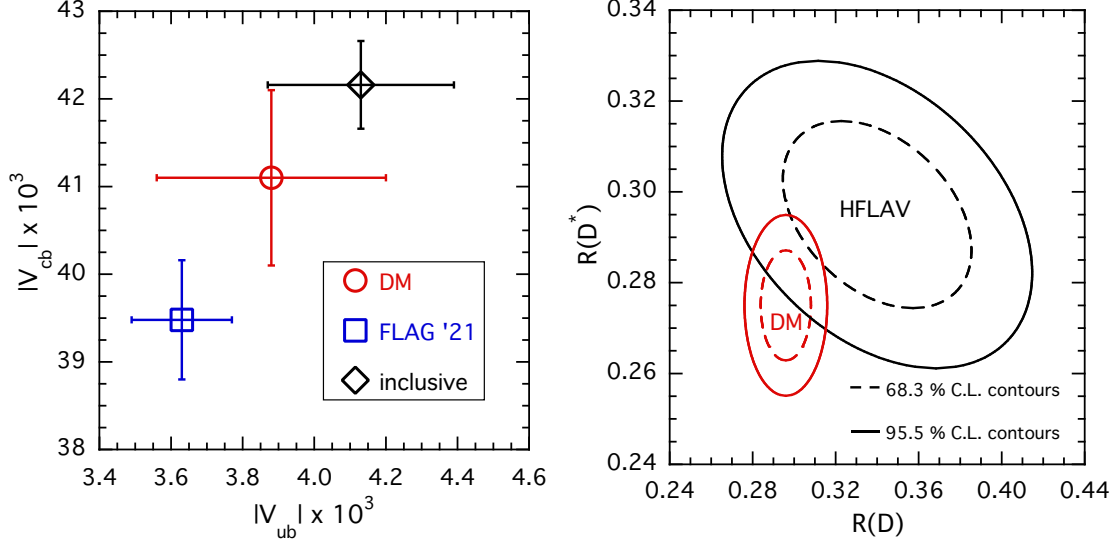 43
42
41
40
39
38
3.4
3.6
3.8
4.0
4.2
4.4
4.6
|V_cb| x 10^3
|V_ub| x 10^3
DM
FLAG '21
inclusive
0.34
0.32
0.30
0.28
0.26
0.24
0.24
0.28
0.32
0.36
0.40
0.44
R(D*)
R(D)
HFLAV
DM
68.3 % C.L. contours
95.5 % C.L. contours